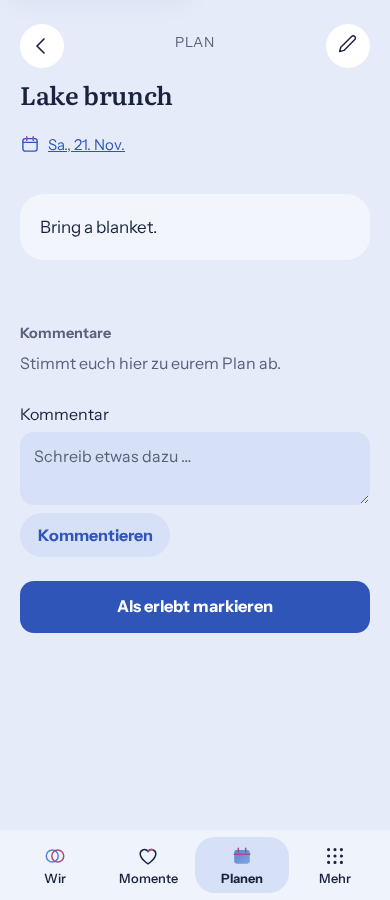 PLAN
Lake brunch
Sa., 21. Nov.
Bring a blanket.
Kommentare
Stimmt euch hier zu eurem Plan ab.
Kommentar
Schreib etwas dazu ...
Kommentieren
Als erlebt markieren
Wir
Momente
Planen
Mehr